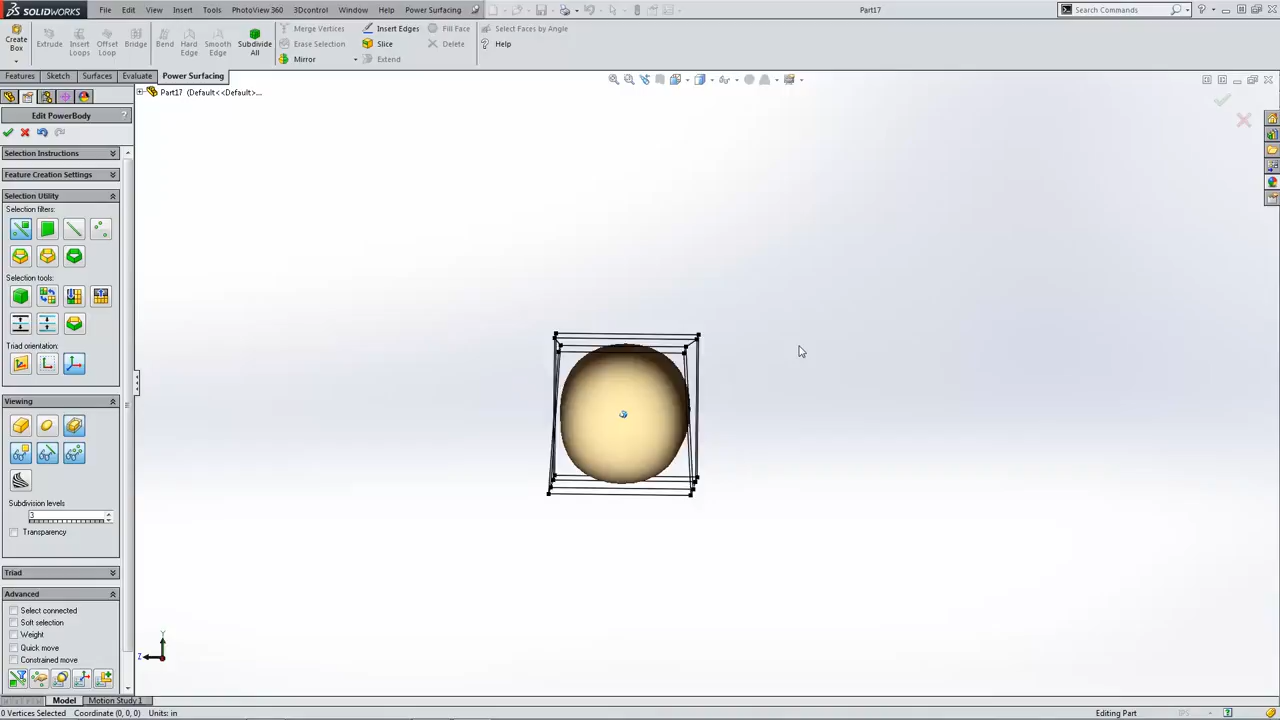 SOLIDWORKS File Edit View Insert Tools PhotoView 360 3Dcontrol Window Help Power Surfacing Part17 Search Commands
Create Box Extrude Insert Loops Offset Loop Bridge Bend Hard Edge Smooth Edge Subdivide All
Merge Vertices Insert Edges Fill Face Select Faces by Angle
Erase Selection Slice Delete Help
Mirror Extend
Features Sketch Surfaces Evaluate Power Surfacing
Part17 (Default<<Default>...
Edit PowerBody ?
Selection Instructions
Feature Creation Settings
Selection Utility
Selection filters:
Selection tools:
Triad orientation:
Viewing
Subdivision levels
3
Transparency
Triad
Advanced
Select connected
Soft selection
Weight
Quick move
Constrained move
Y
Z
Model Motion Study 1
0 Vertices Selected Coordinate (0, 0, 0) Units: in Editing Part